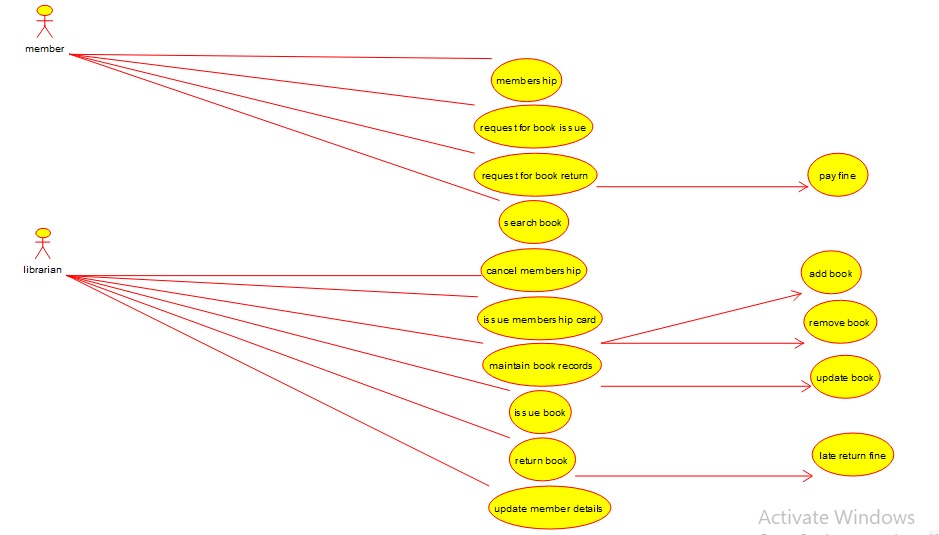 member
membership
request for book issue
request for book return
pay fine
search book
librarian
cancel membership
add book
issue membership card
remove book
maintain book records
update book
issue book
return book
late return fine
update member details
Activate Windows